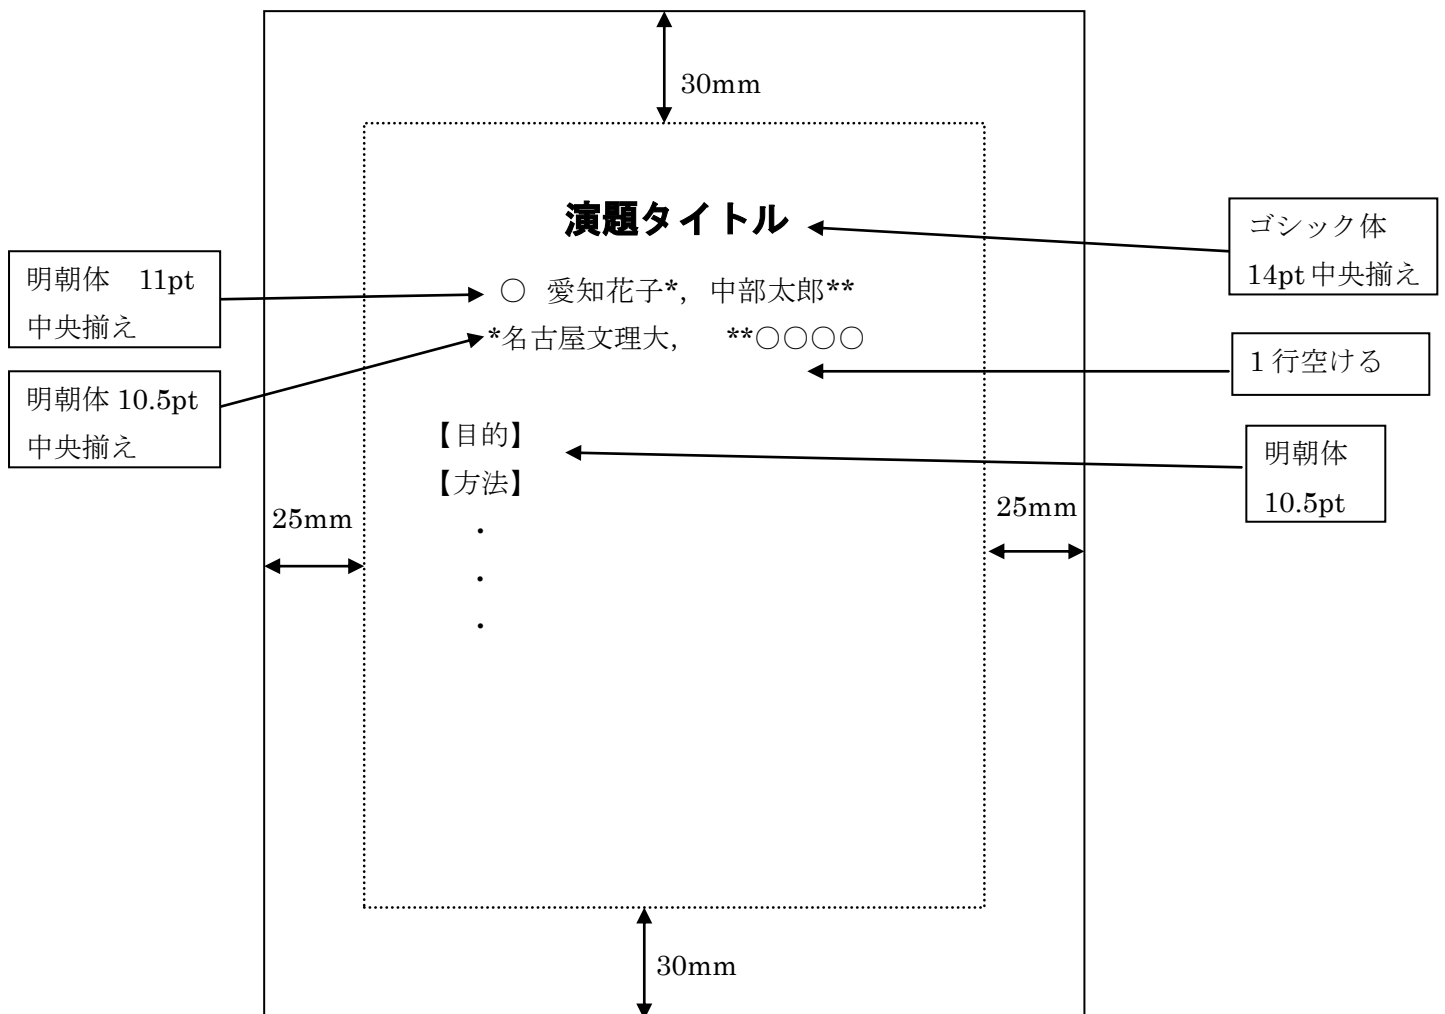 30mm
演題タイトル
ゴシック体
14pt 中央揃え
明朝体　11pt
中央揃え
○ 愛知花子*, 中部太郎**
*名古屋文理大,　**○○○○
1 行空ける
明朝体 10.5pt
中央揃え
【目的】
【方法】
明朝体
10.5pt
25mm
25mm
・
・
・
30mm